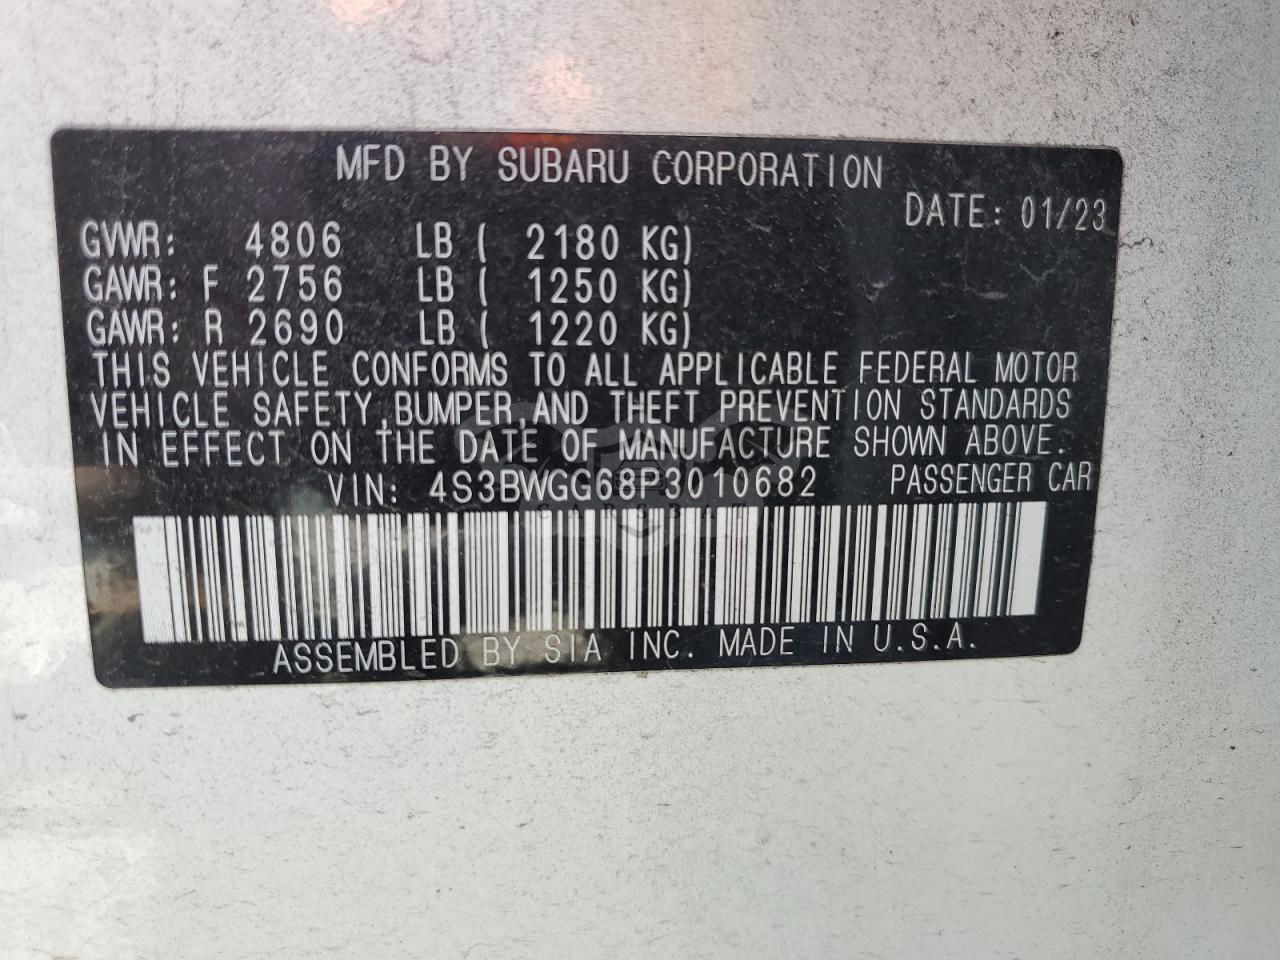 MFD BY SUBARU CORPORATION
DATE: 01/23
GVWR: 4806 LB ( 2180 KG)
GAWR: F 2756 LB ( 1250 KG)
GAWR: R 2690 LB ( 1220 KG)
THIS VEHICLE CONFORMS TO ALL APPLICABLE FEDERAL MOTOR
VEHICLE SAFETY,BUMPER,AND THEFT PREVENTION STANDARDS
IN EFFECT ON THE DATE OF MANUFACTURE SHOWN ABOVE.
VIN: 4S3BWGG68P3010682 PASSENGER CAR
ASSEMBLED BY SIA INC. MADE IN U.S.A.